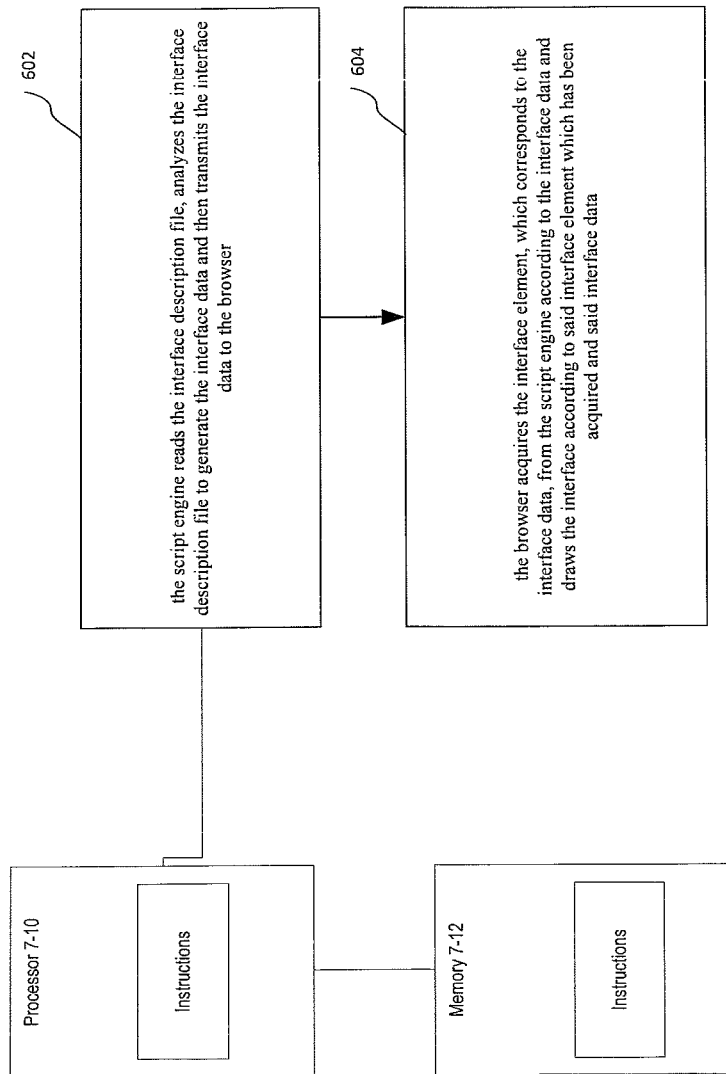 602
the script engine reads the interface description file, analyzes the interface
description file to generate the interface data and then transmits the interface
data to the browser
604
the browser acquires the interface element, which corresponds to the
interface data, from the script engine according to the interface data and
draws the interface according to said interface element which has been
acquired and said interface data
Processor 7-10
Instructions
Memory 7-12
Instructions